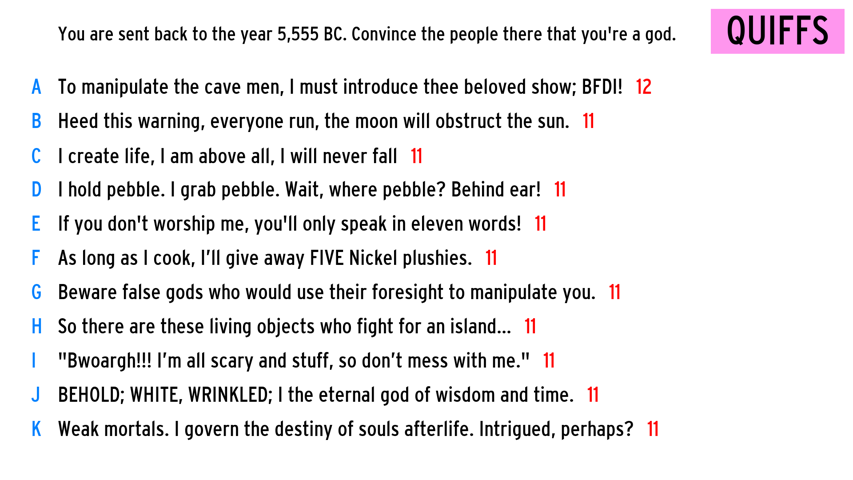 You are sent back to the year 5,555 BC. Convince the people there that you're a god.
QUIFFS
A To manipulate the cave men, I must introduce thee beloved show; BFDI! 12
B Heed this warning, everyone run, the moon will obstruct the sun. 11
C I create life, I am above all, I will never fall 11
D I hold pebble. I grab pebble. Wait, where pebble? Behind ear! 11
E If you don't worship me, you'll only speak in eleven words! 11
F As long as I cook, I’ll give away FIVE Nickel plushies. 11
G Beware false gods who would use their foresight to manipulate you. 11
H So there are these living objects who fight for an island... 11
I "Bwoargh!!! I’m all scary and stuff, so don’t mess with me." 11
J BEHOLD; WHITE, WRINKLED; I the eternal god of wisdom and time. 11
K Weak mortals. I govern the destiny of souls afterlife. Intrigued, perhaps? 11